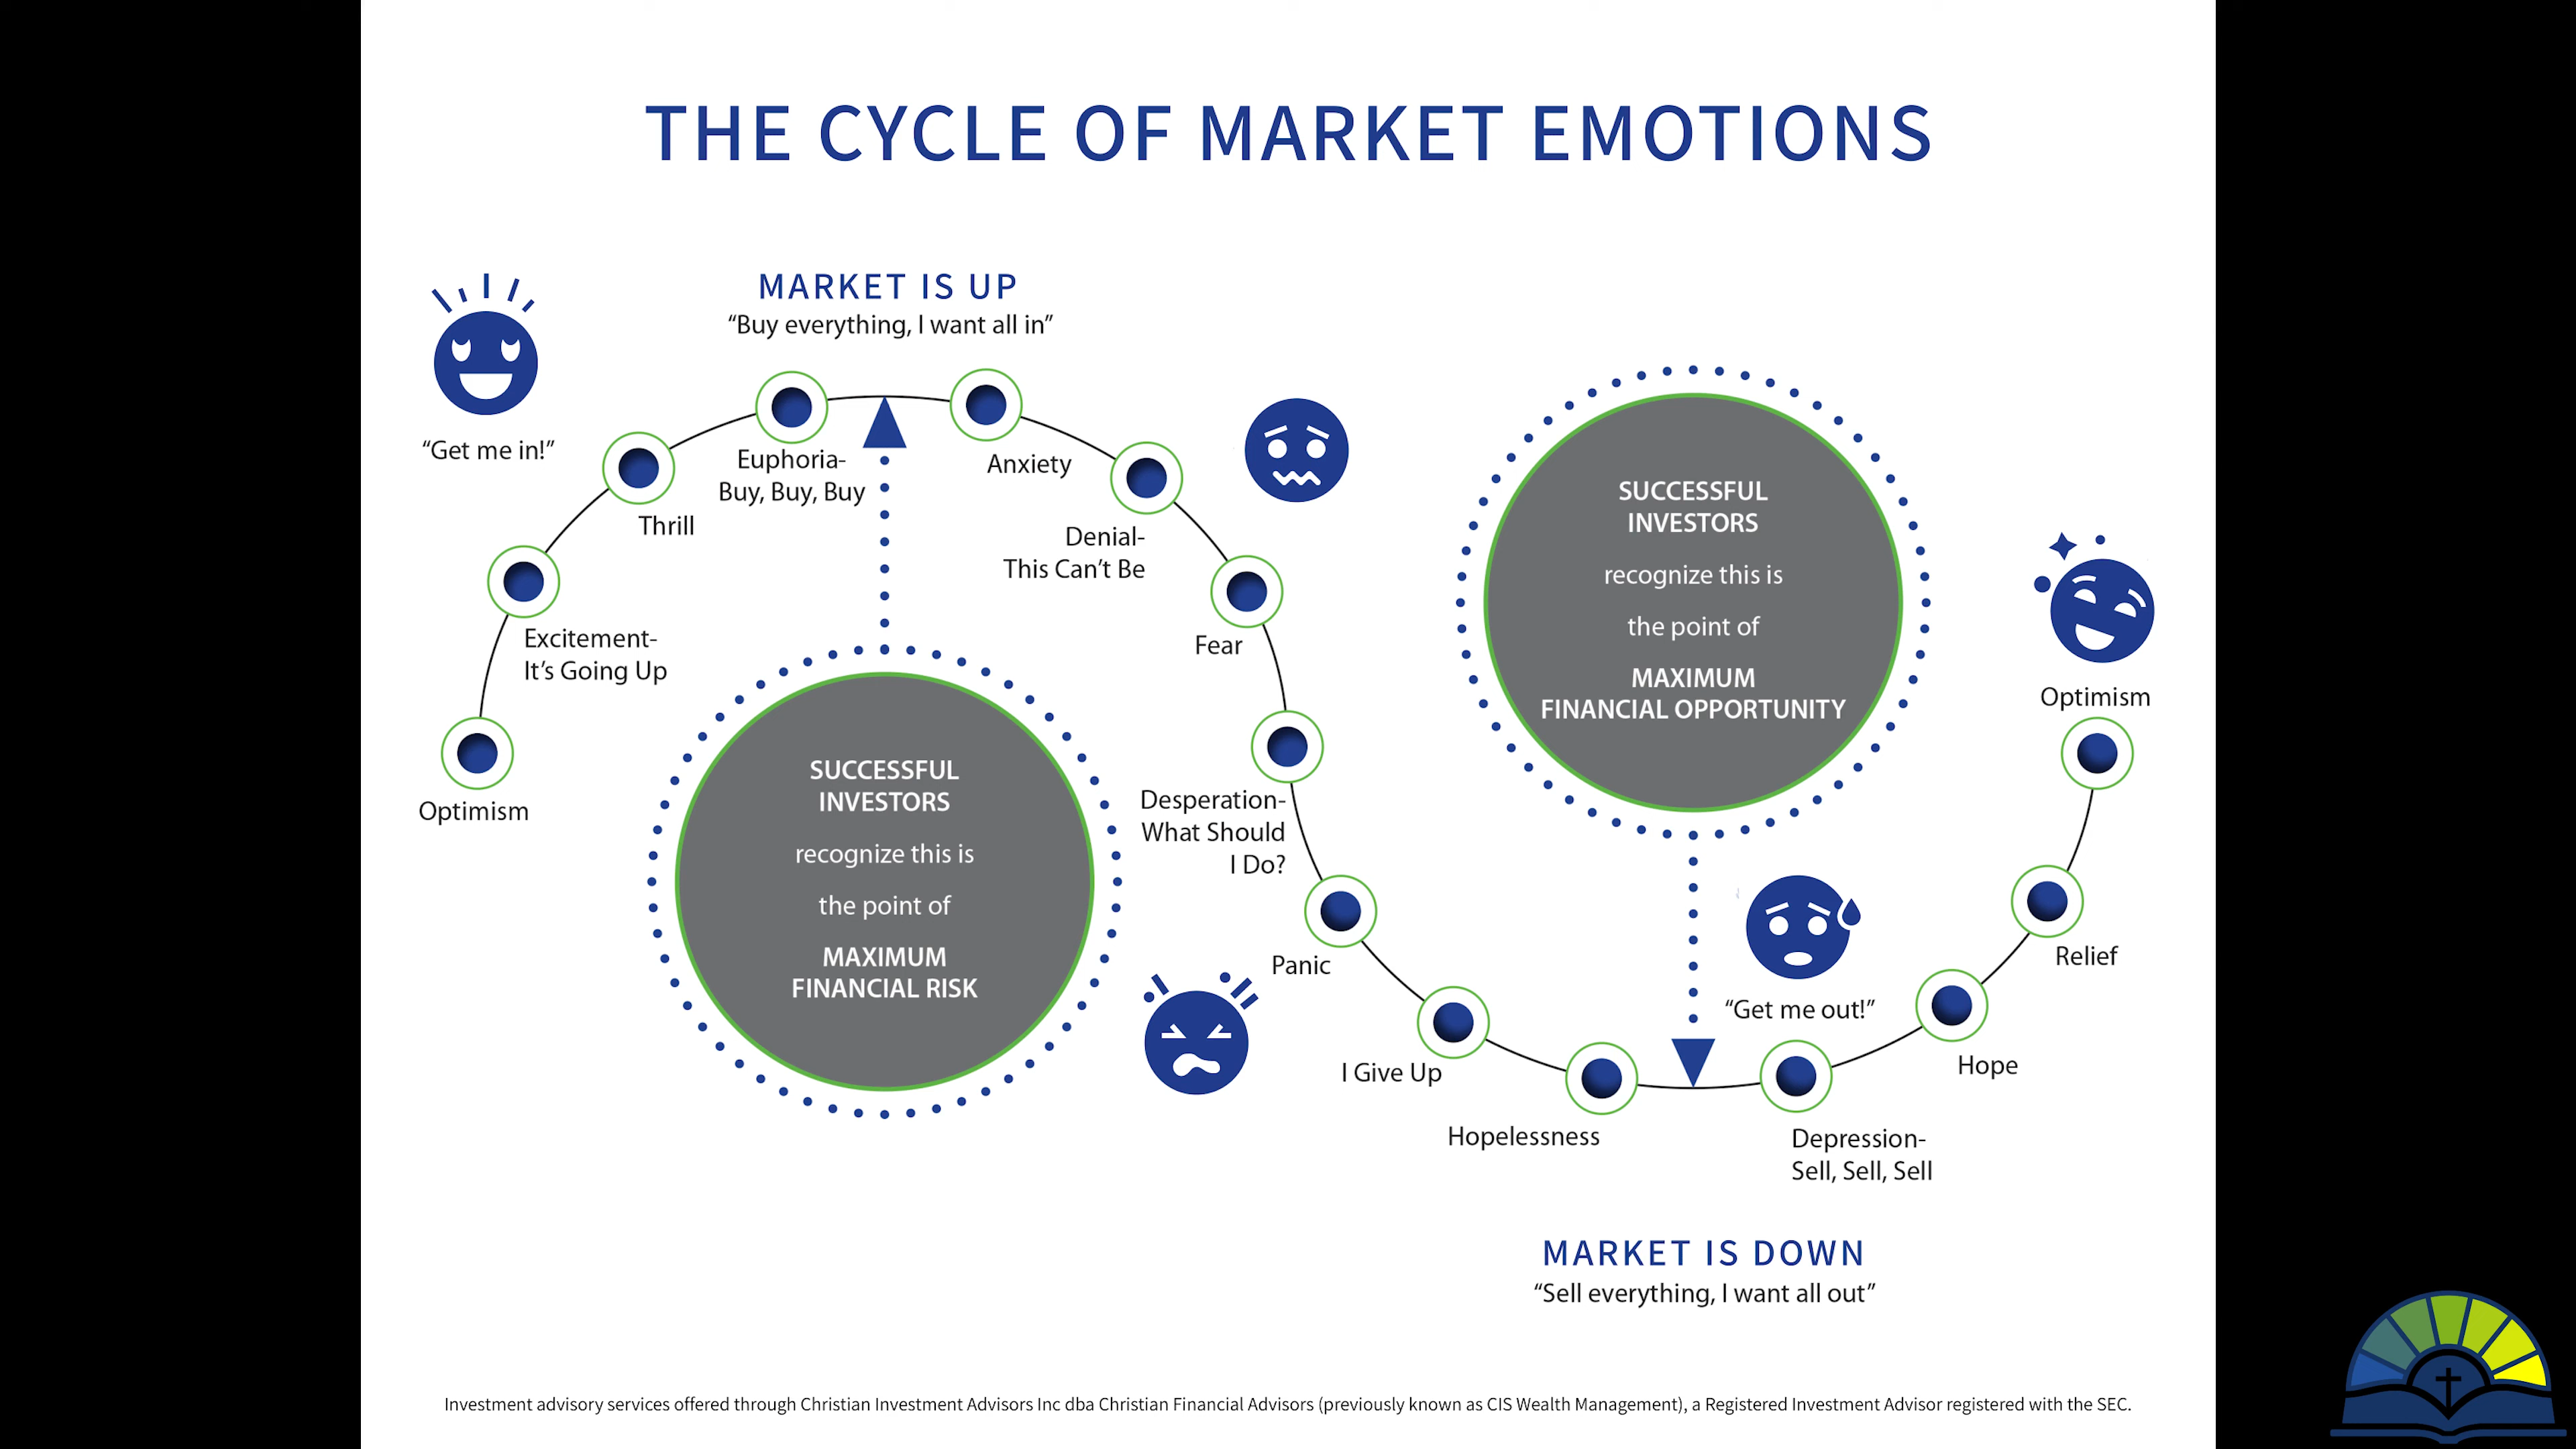 THE CYCLE OF MARKET EMOTIONS
MARKET IS UP
“Buy everything, I want all in”
“Get me in!”
Optimism
Excitement-
It’s Going Up
Thrill
Euphoria-
Buy, Buy, Buy
Anxiety
Denial-
This Can’t Be
Fear
Desperation-
What Should
I Do?
Panic
I Give Up
Hopelessness
Depression-
Sell, Sell, Sell
Hope
Relief
Optimism
SUCCESSFUL
INVESTORS
recognize this is
the point of
MAXIMUM
FINANCIAL RISK
SUCCESSFUL
INVESTORS
recognize this is
the point of
MAXIMUM
FINANCIAL OPPORTUNITY
“Get me out!”
MARKET IS DOWN
“Sell everything, I want all out”
Investment advisory services offered through Christian Investment Advisors Inc dba Christian Financial Advisors (previously known as CIS Wealth Management), a Registered Investment Advisor registered with the SEC.